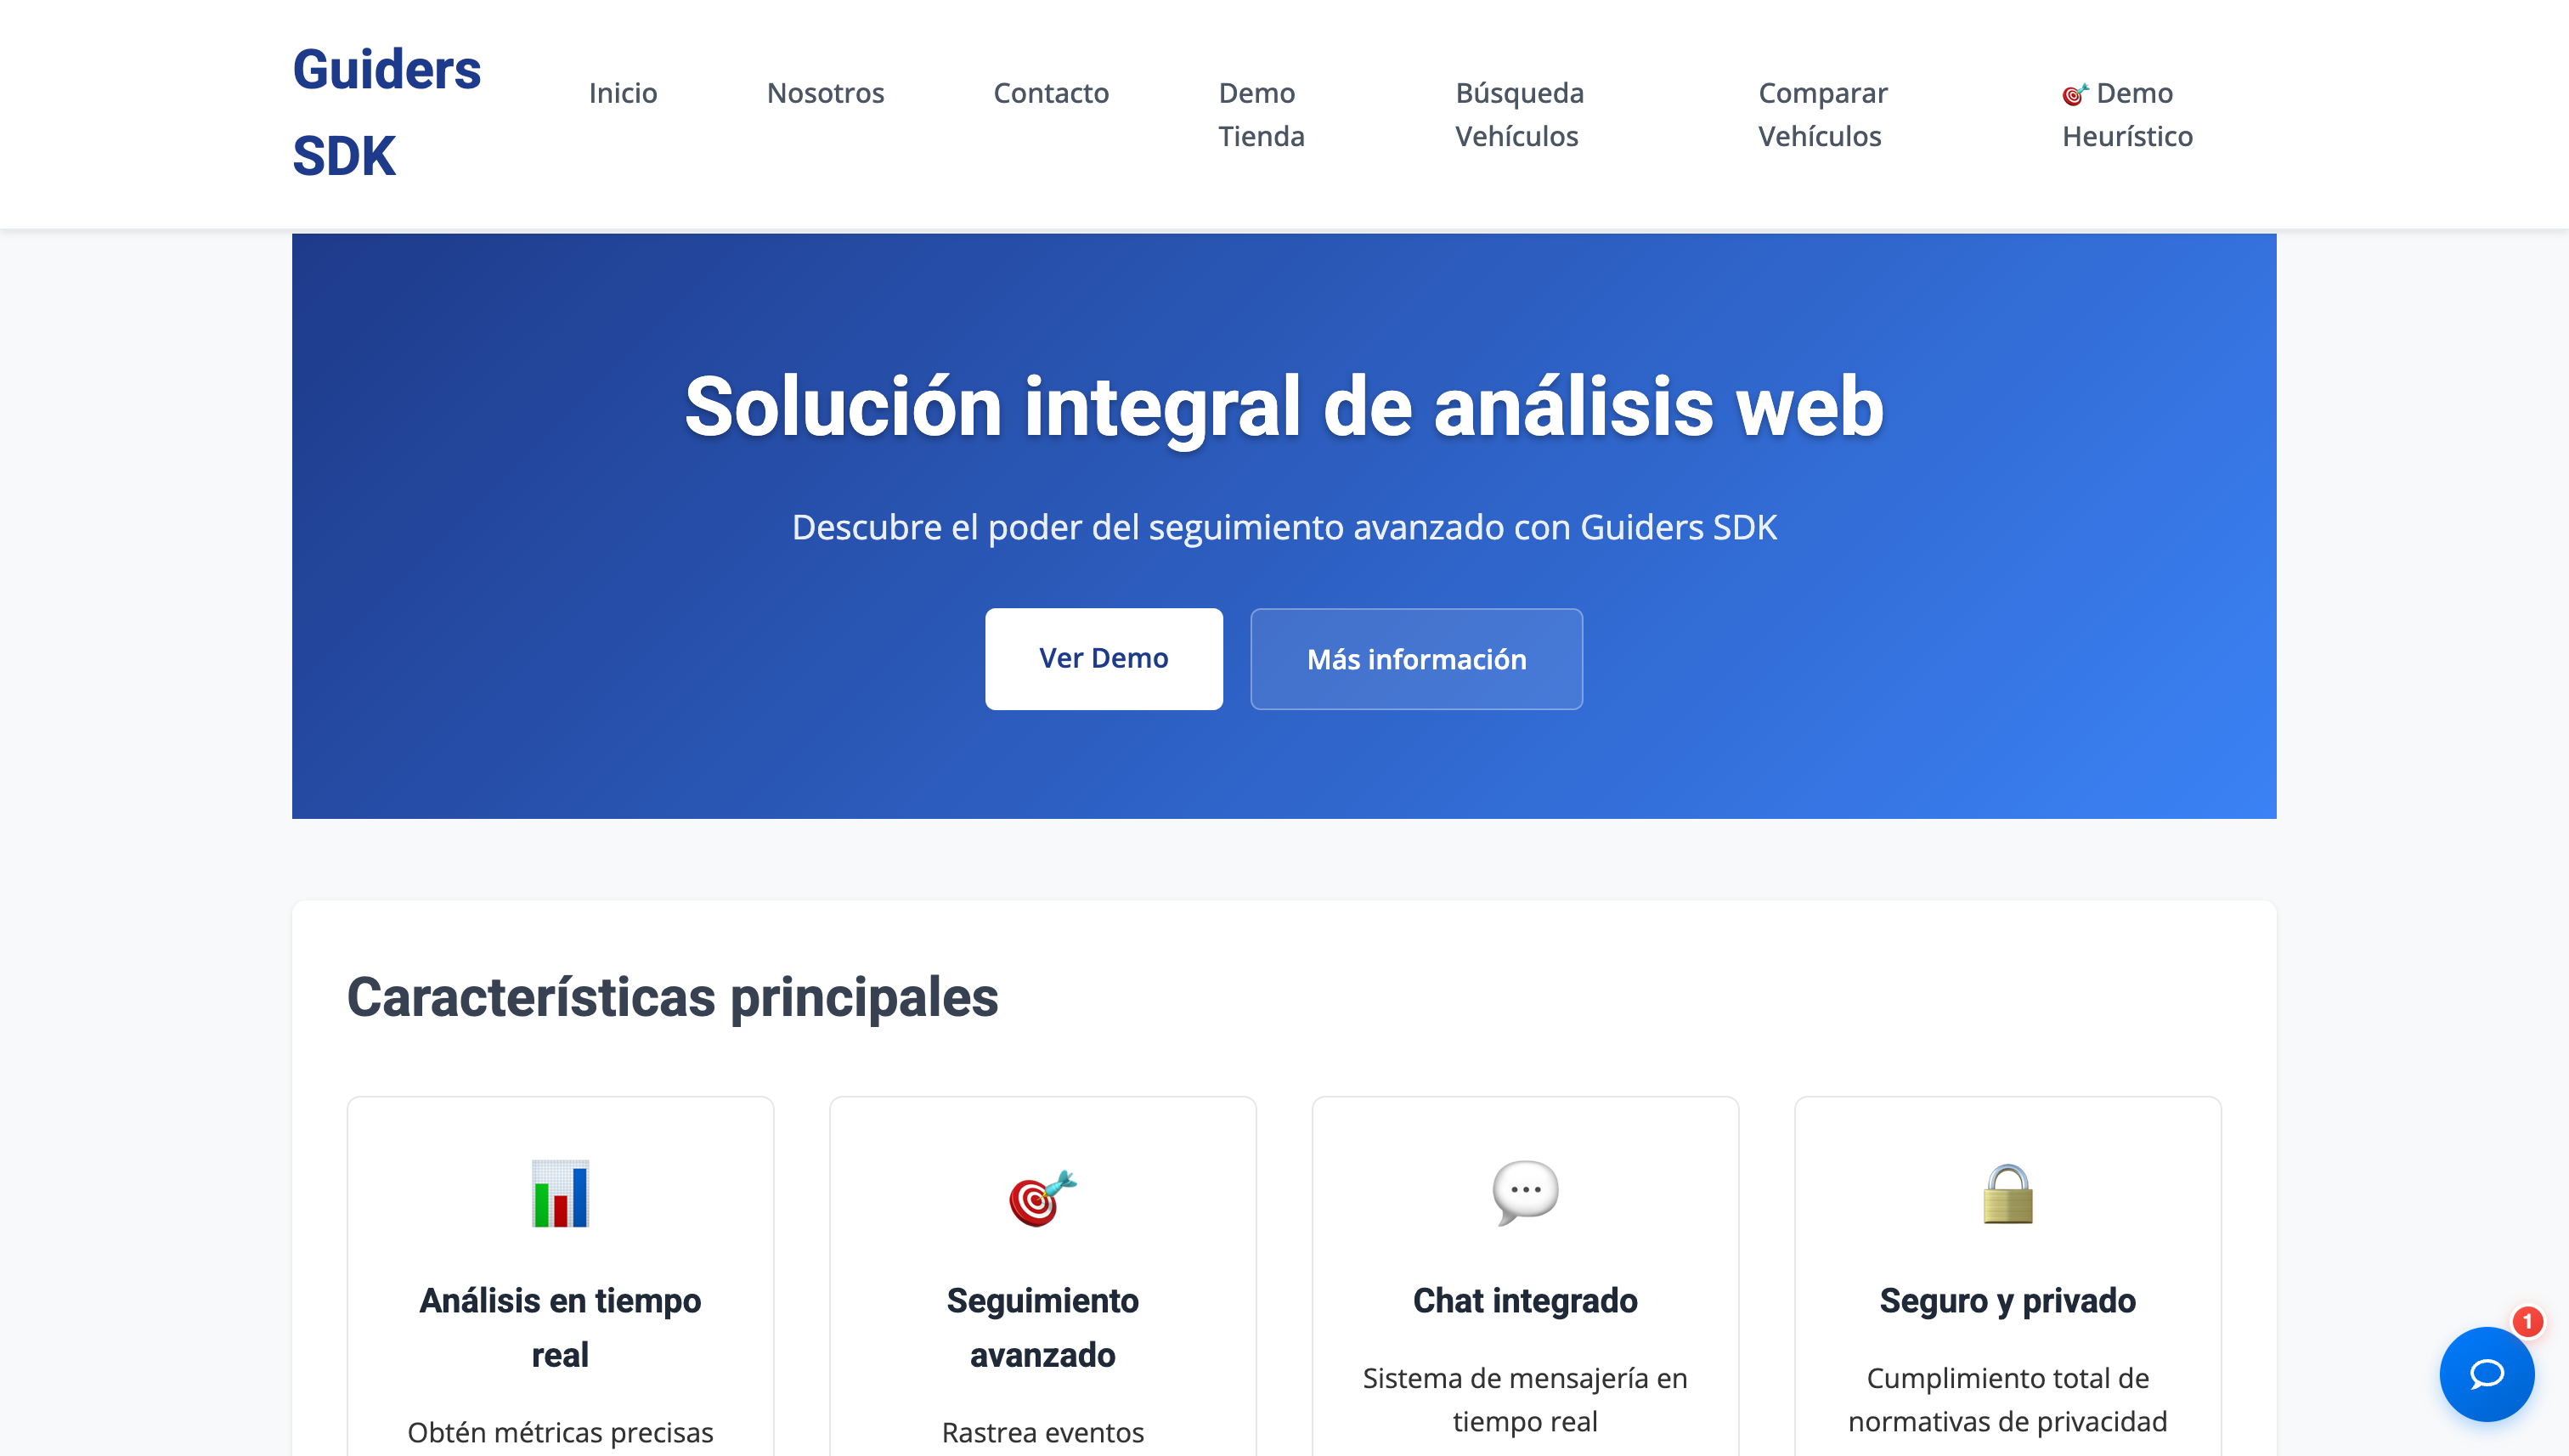 Guiders
SDK
Inicio
Nosotros
Contacto
Demo
Tienda
Búsqueda
Vehículos
Comparar
Vehículos
🎯 Demo
Heurístico
Solución integral de análisis web
Descubre el poder del seguimiento avanzado con Guiders SDK
Ver Demo
Más información
Características principales
Análisis en tiempo
real
Obtén métricas precisas
Seguimiento
avanzado
Rastrea eventos
Chat integrado
Sistema de mensajería en
tiempo real
Seguro y privado
Cumplimiento total de
normativas de privacidad
1